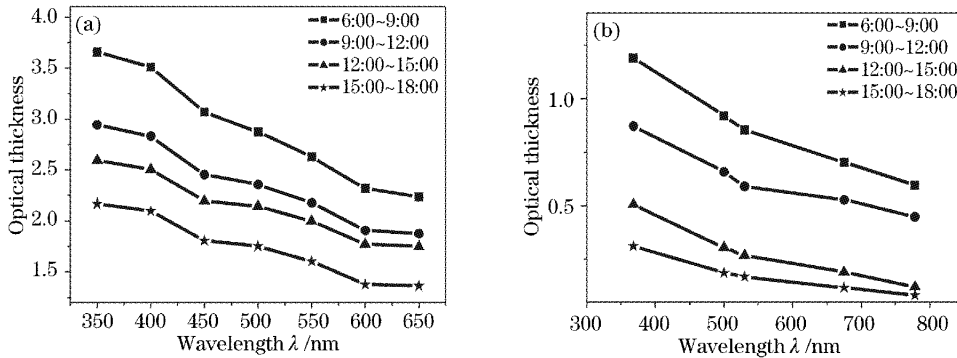 (a)
6:00~9:00
9:00~12:00
12:00~15:00
15:00~18:00
4.0
3.5
3.0
2.5
2.0
1.5
Optical thickness
350 400 450 500 550 600 650
Wavelength λ /nm
(b)
6:00~9:00
9:00~12:00
12:00~15:00
15:00~18:00
1.0
0.5
Optical thickness
300 400 500 600 700 800
Wavelength λ /nm